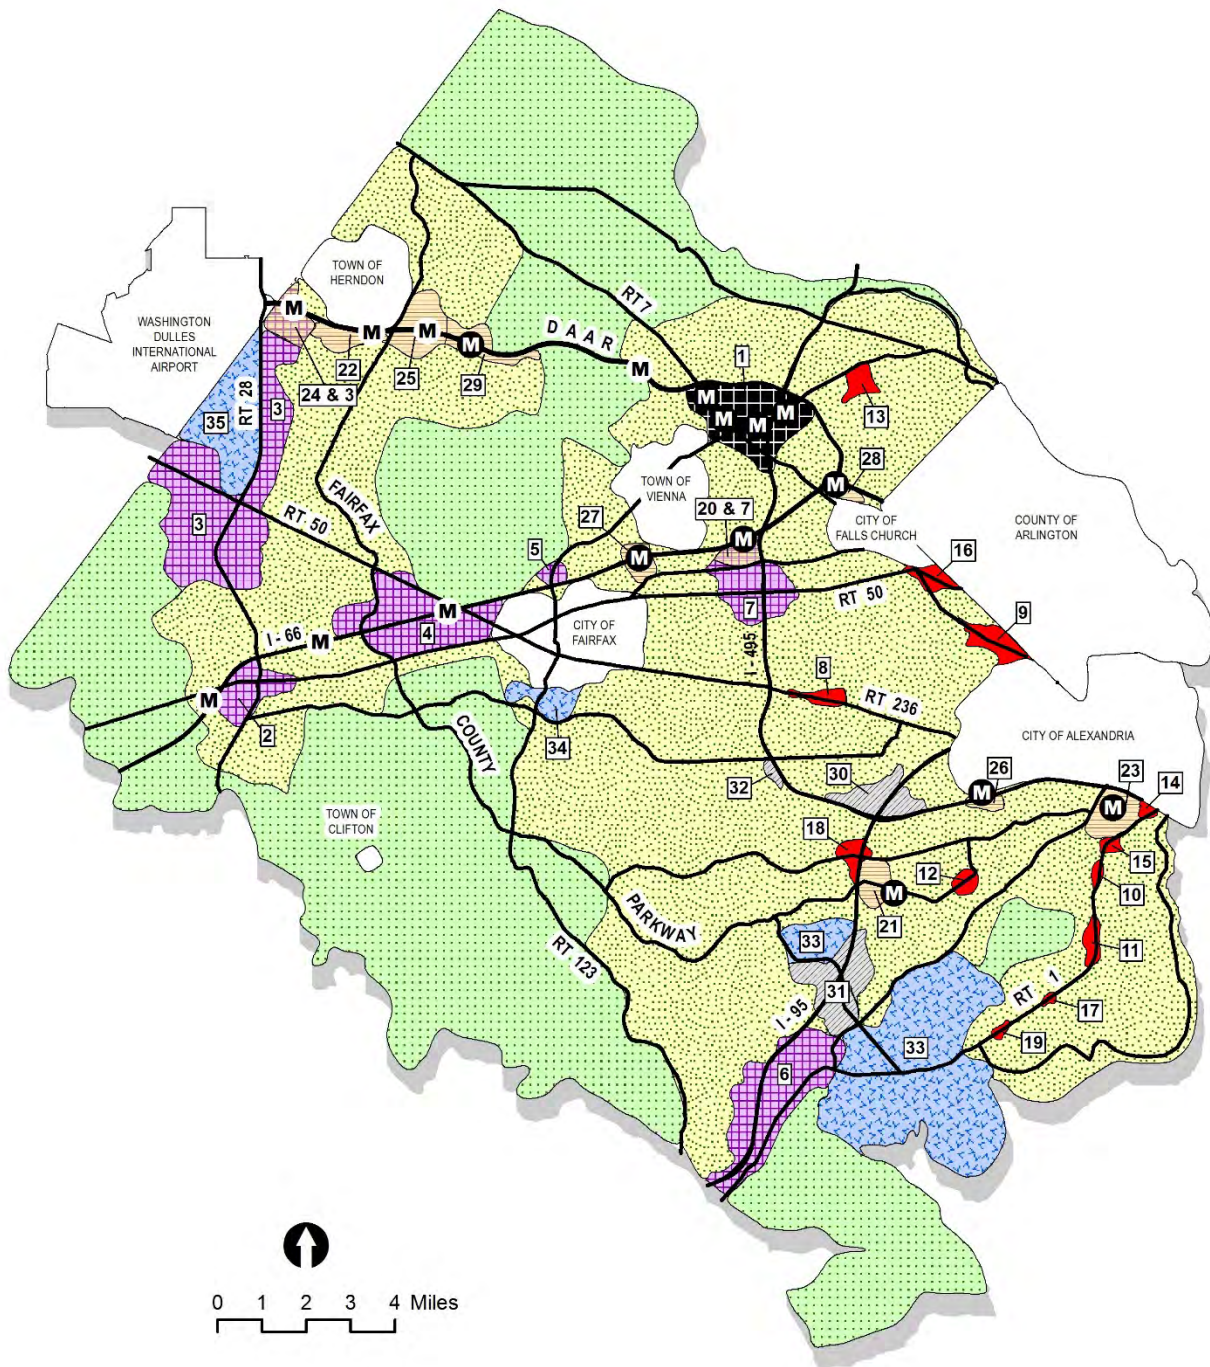 TOWN OF
HERNDON
WASHINGTON
DULLES
INTERNATIONAL
AIRPORT
RT 7
D A A R
M
M
M
M
M
M
M
M
M
1
22
24 & 3
25
29
3
35
RT 28
13
28
M
TOWN OF
VIENNA
20 & 7
27
M
M
CITY OF
FALLS CHURCH
COUNTY OF
ARLINGTON
3
RT 50
FAIRFAX
5
16
7
RT 50
9
I - 66
M
M
4
CITY OF
FAIRFAX
I - 495
8
RT 236
M
2
COUNTY
34
CITY OF ALEXANDRIA
32
30
26
M
23
M
14
TOWN OF
CLIFTON
18
12
15
10
M
21
PARKWAY
RT 123
33
11
31
RT 1
17
I - 95
19
33
6
0 1 2 3 4 Miles